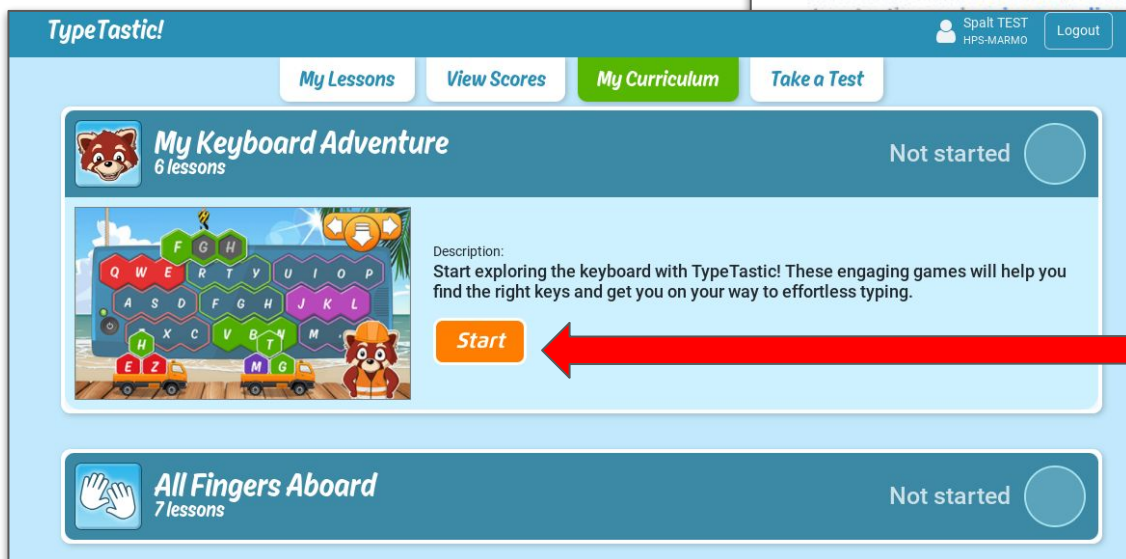 TypeTastic!
Spalt TEST
HPS-MARMO
Logout
My Lessons
View Scores
My Curriculum
Take a Test
My Keyboard Adventure
6 lessons
Not started
F G H
Q W E R T Y U I O P
A S D F G H J K L
X C V B N M
H T
E Z M G
Description:
Start exploring the keyboard with TypeTastic! These engaging games will help you
find the right keys and get you on your way to effortless typing.
Start
All Fingers Aboard
7 lessons
Not started